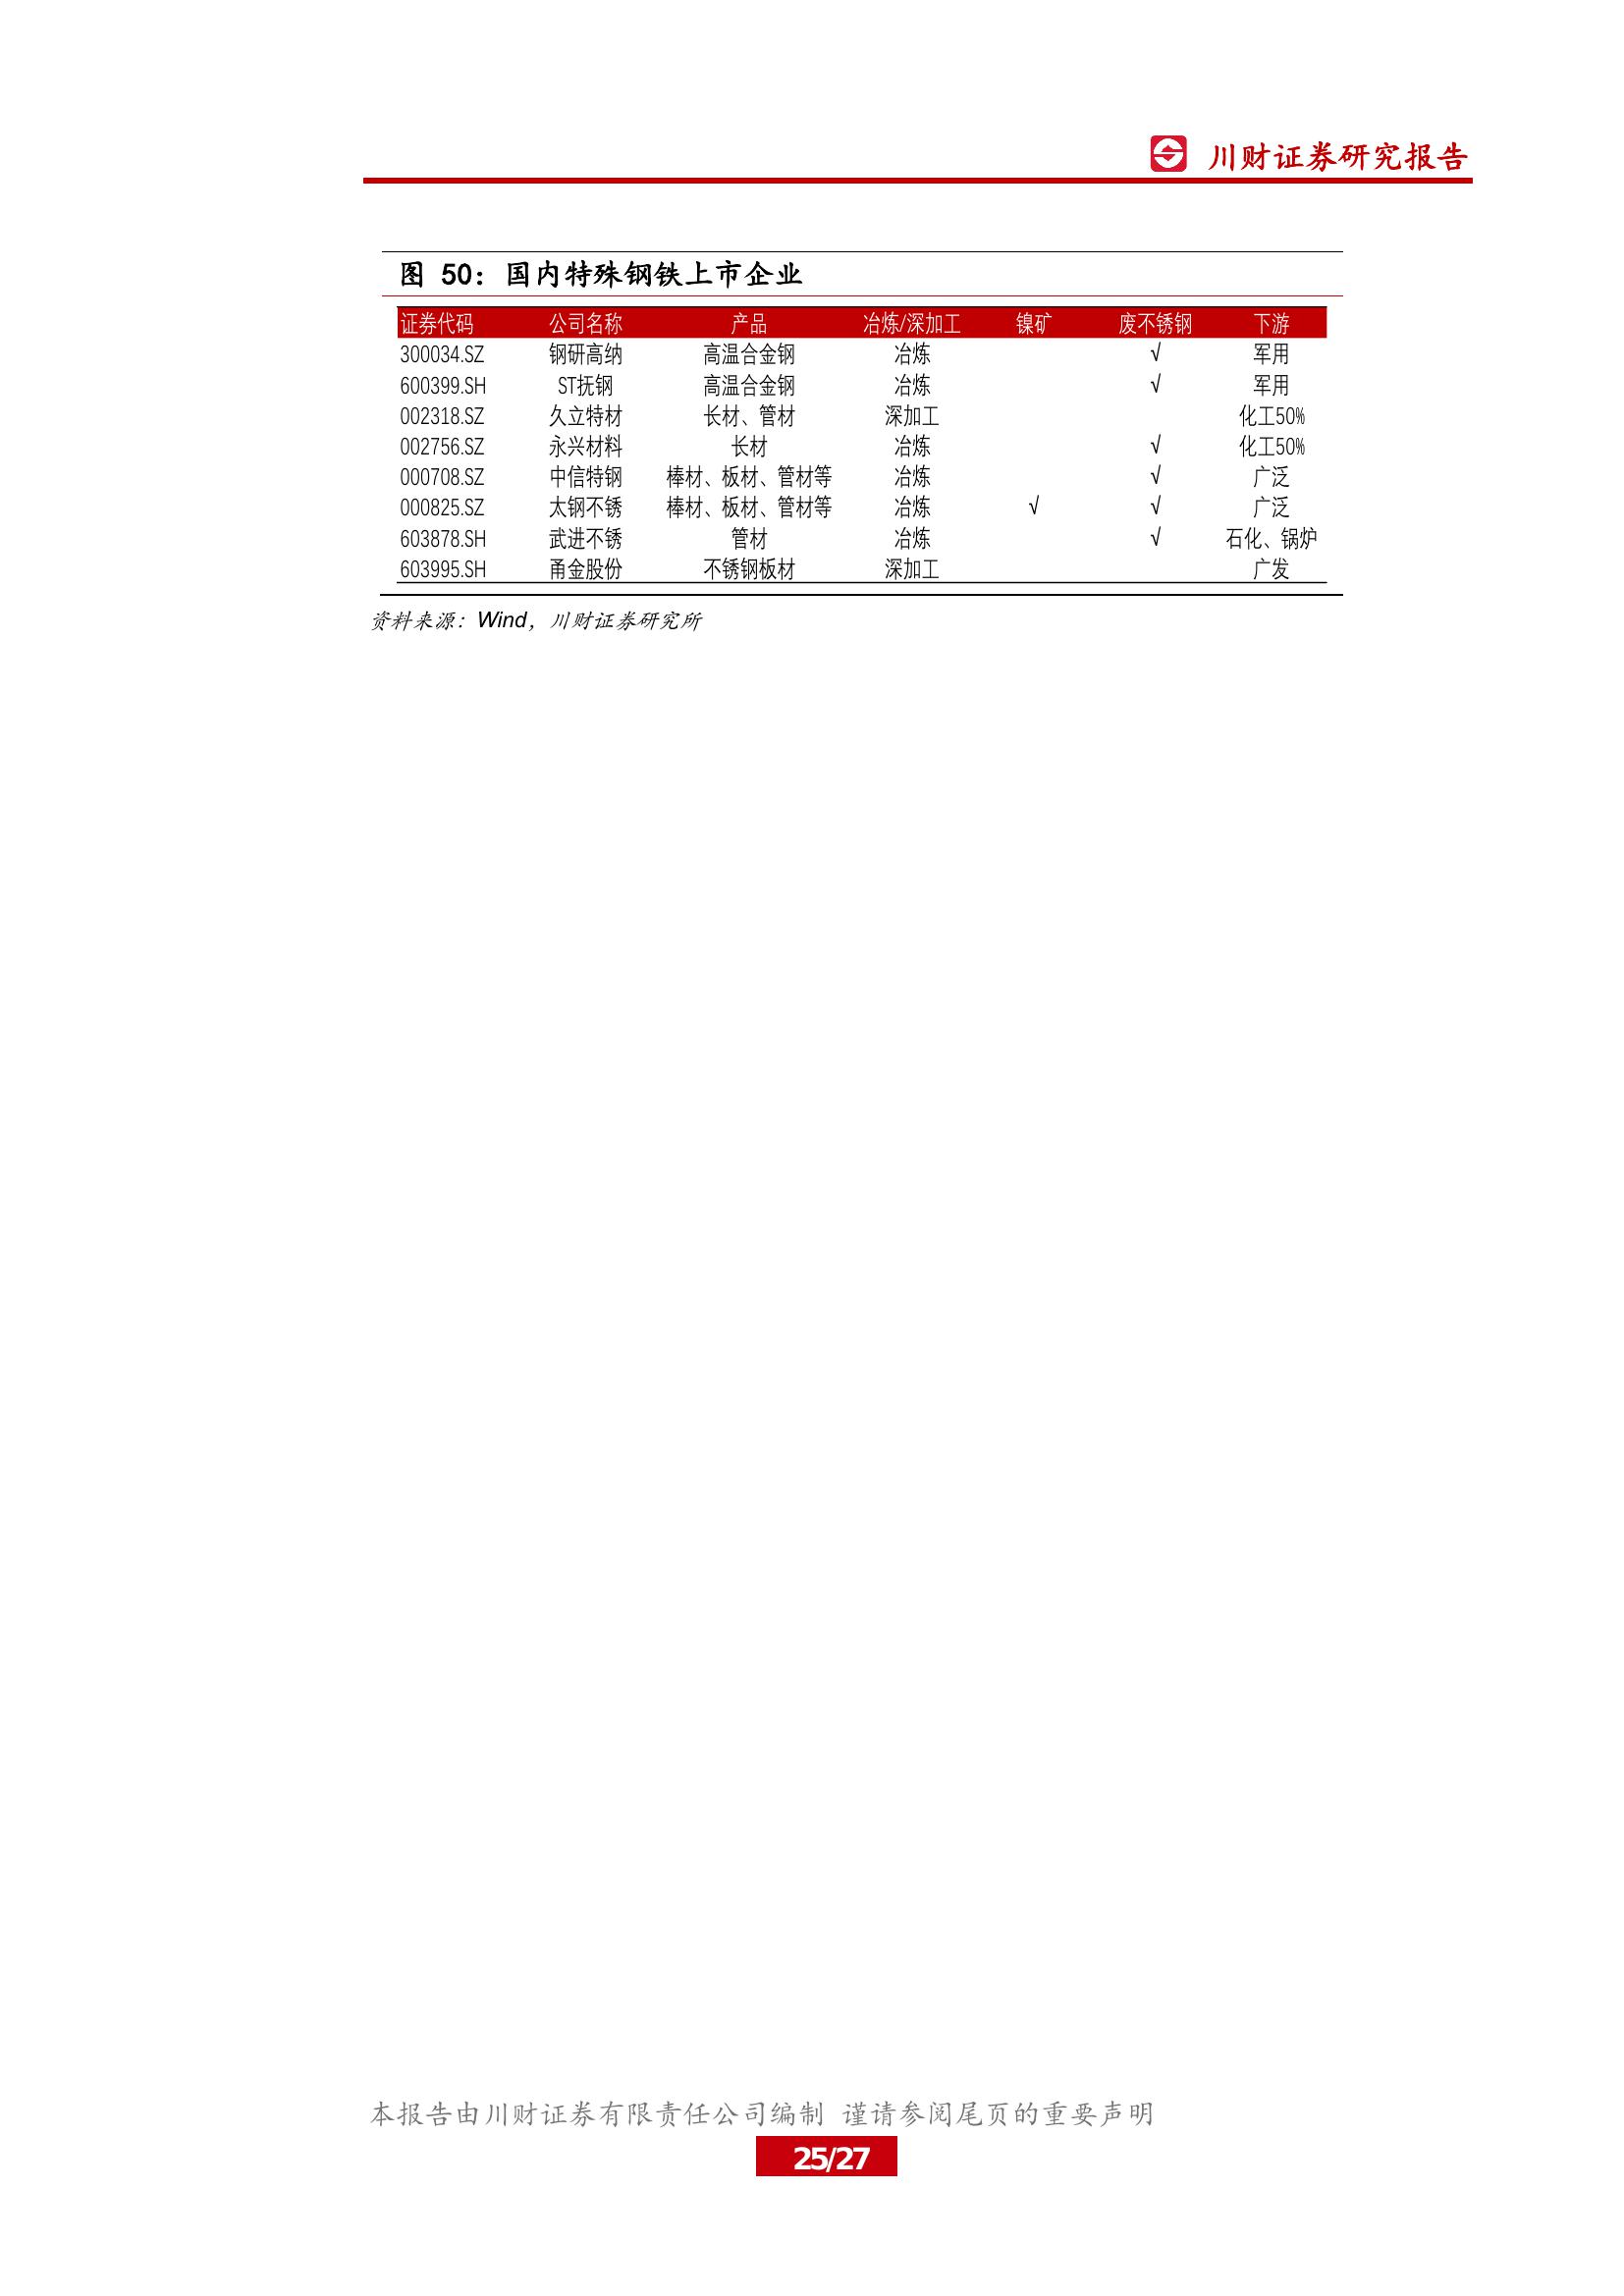 川财证券研究报告
图 50：国内特殊钢铁上市企业
证券代码 公司名称 产品 冶炼/深加工 镍矿 废不锈钢 下游
300034.SZ 钢研高纳 高温合金钢 冶炼 √ 军用
600399.SH ST抚钢 高温合金钢 冶炼 √ 军用
002318.SZ 久立特材 长材、管材 深加工 化工50%
002756.SZ 永兴材料 长材 冶炼 √ 化工50%
000708.SZ 中信特钢 棒材、板材、管材等 冶炼 √ 广泛
000825.SZ 太钢不锈 棒材、板材、管材等 冶炼 √ √ 广泛
603878.SH 武进不锈 管材 冶炼 √ 石化、锅炉
603995.SH 甬金股份 不锈钢板材 深加工 广发
资料来源：Wind，川财证券研究所
本报告由川财证券有限责任公司编制 谨请参阅尾页的重要声明
25/27